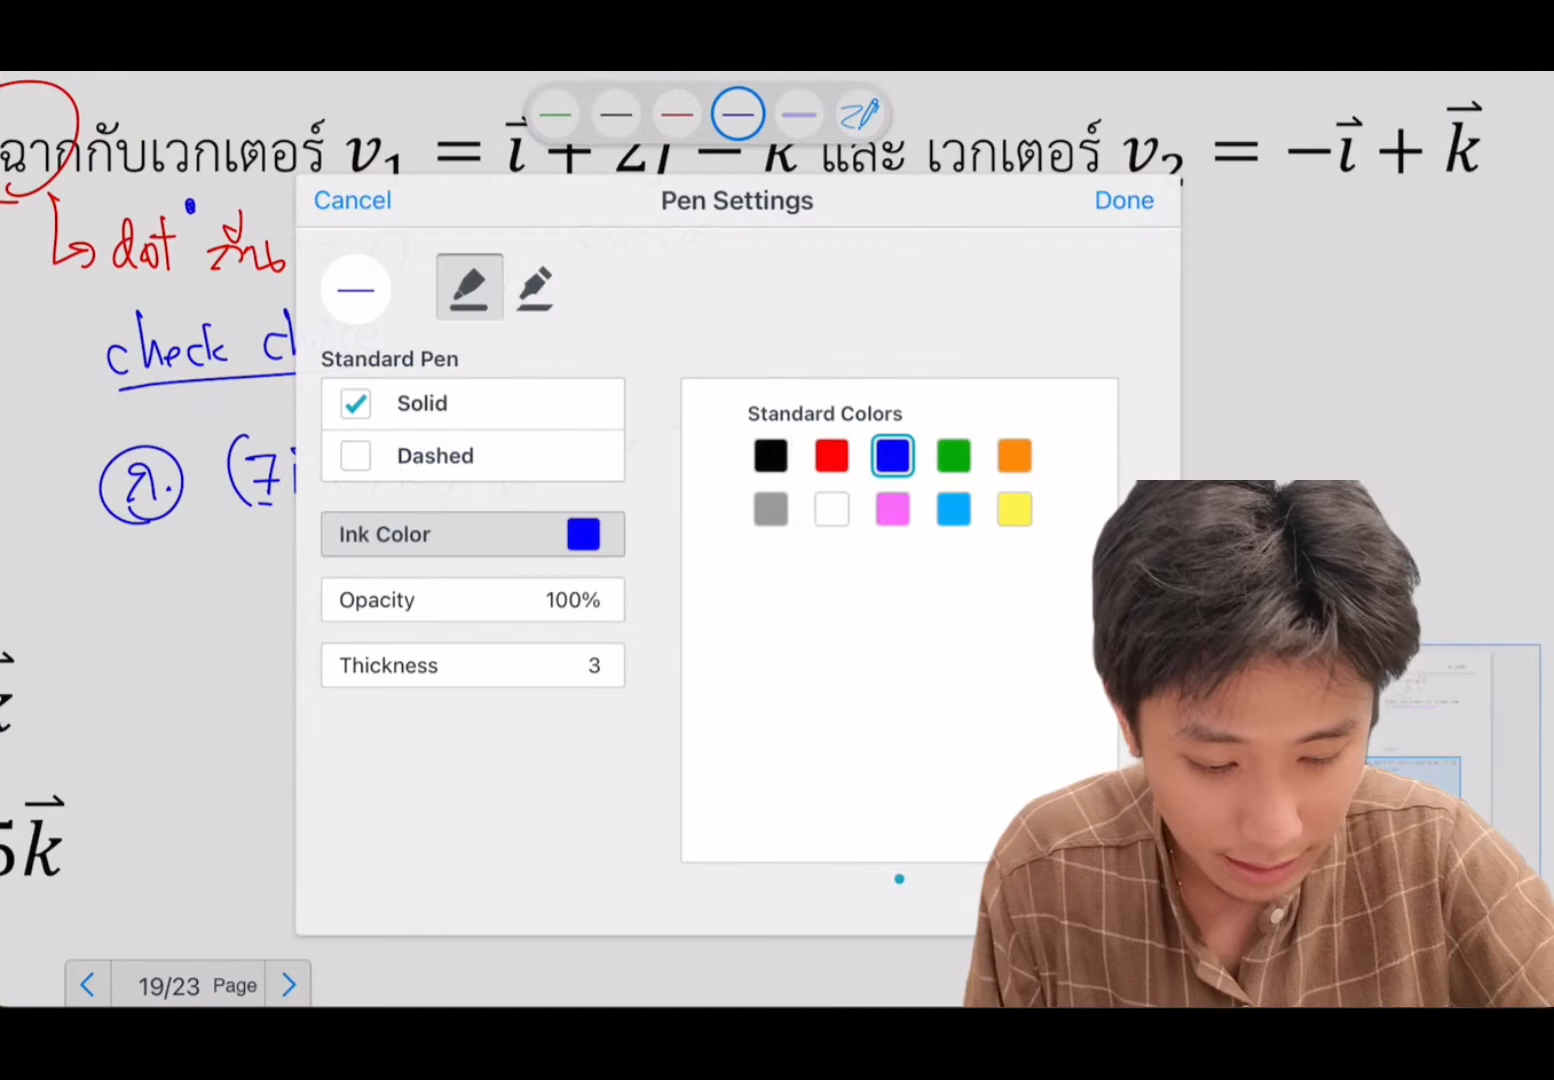 ฉากกับเวกเตอร์ v₁ = i⃗ + 2j − k และ เวกเตอร์ v₂ = −i⃗ + k⃗
Cancel Pen Settings Done
↳ dot กัน
check
Standard Pen
Solid
Dashed
Standard Colors
(7i
Ink Color
Opacity 100%
Thickness 3
5k⃗
19/23 Page